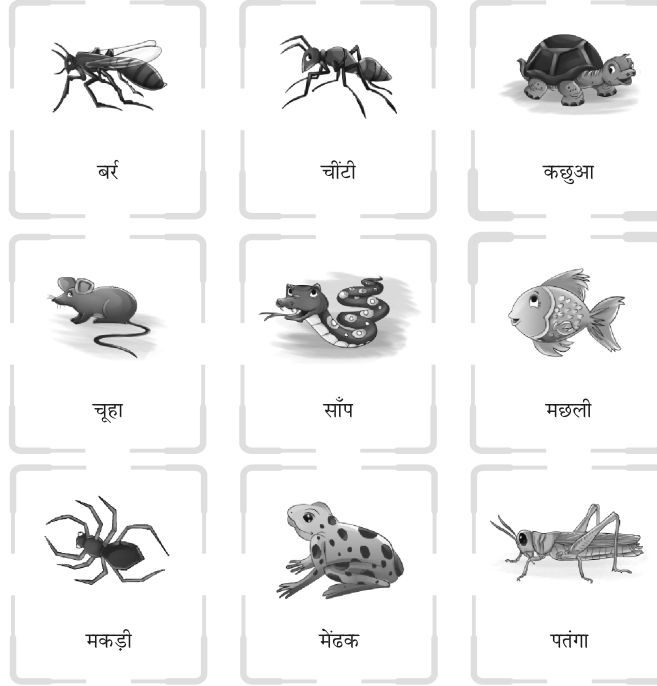 बर्र
चींटी
कछुआ
चूहा
साँप
मछली
मकड़ी
मेंढक
पतंगा